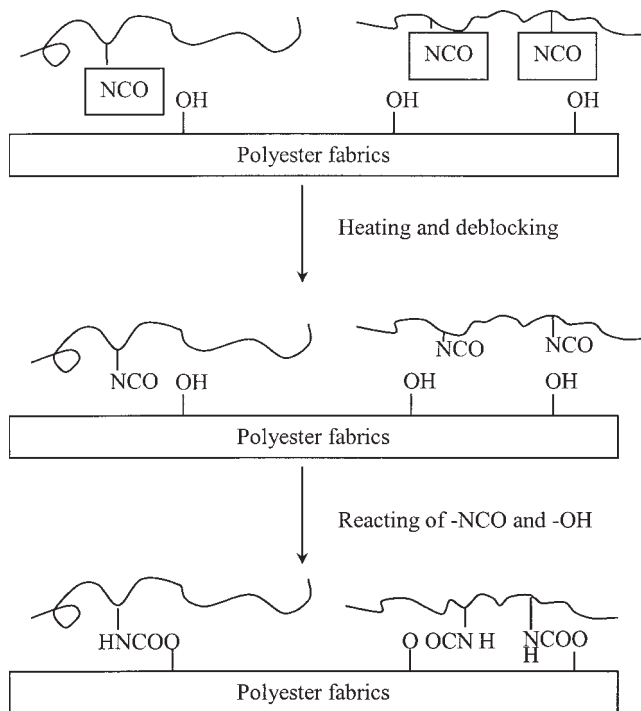 NCO NCO NCO
OH OH OH
Polyester fabrics
Heating and deblocking
NCO NCO NCO
OH OH OH
Polyester fabrics
Reacting of -NCO and -OH
HNCOO O OCN H NCOO
H
Polyester fabrics